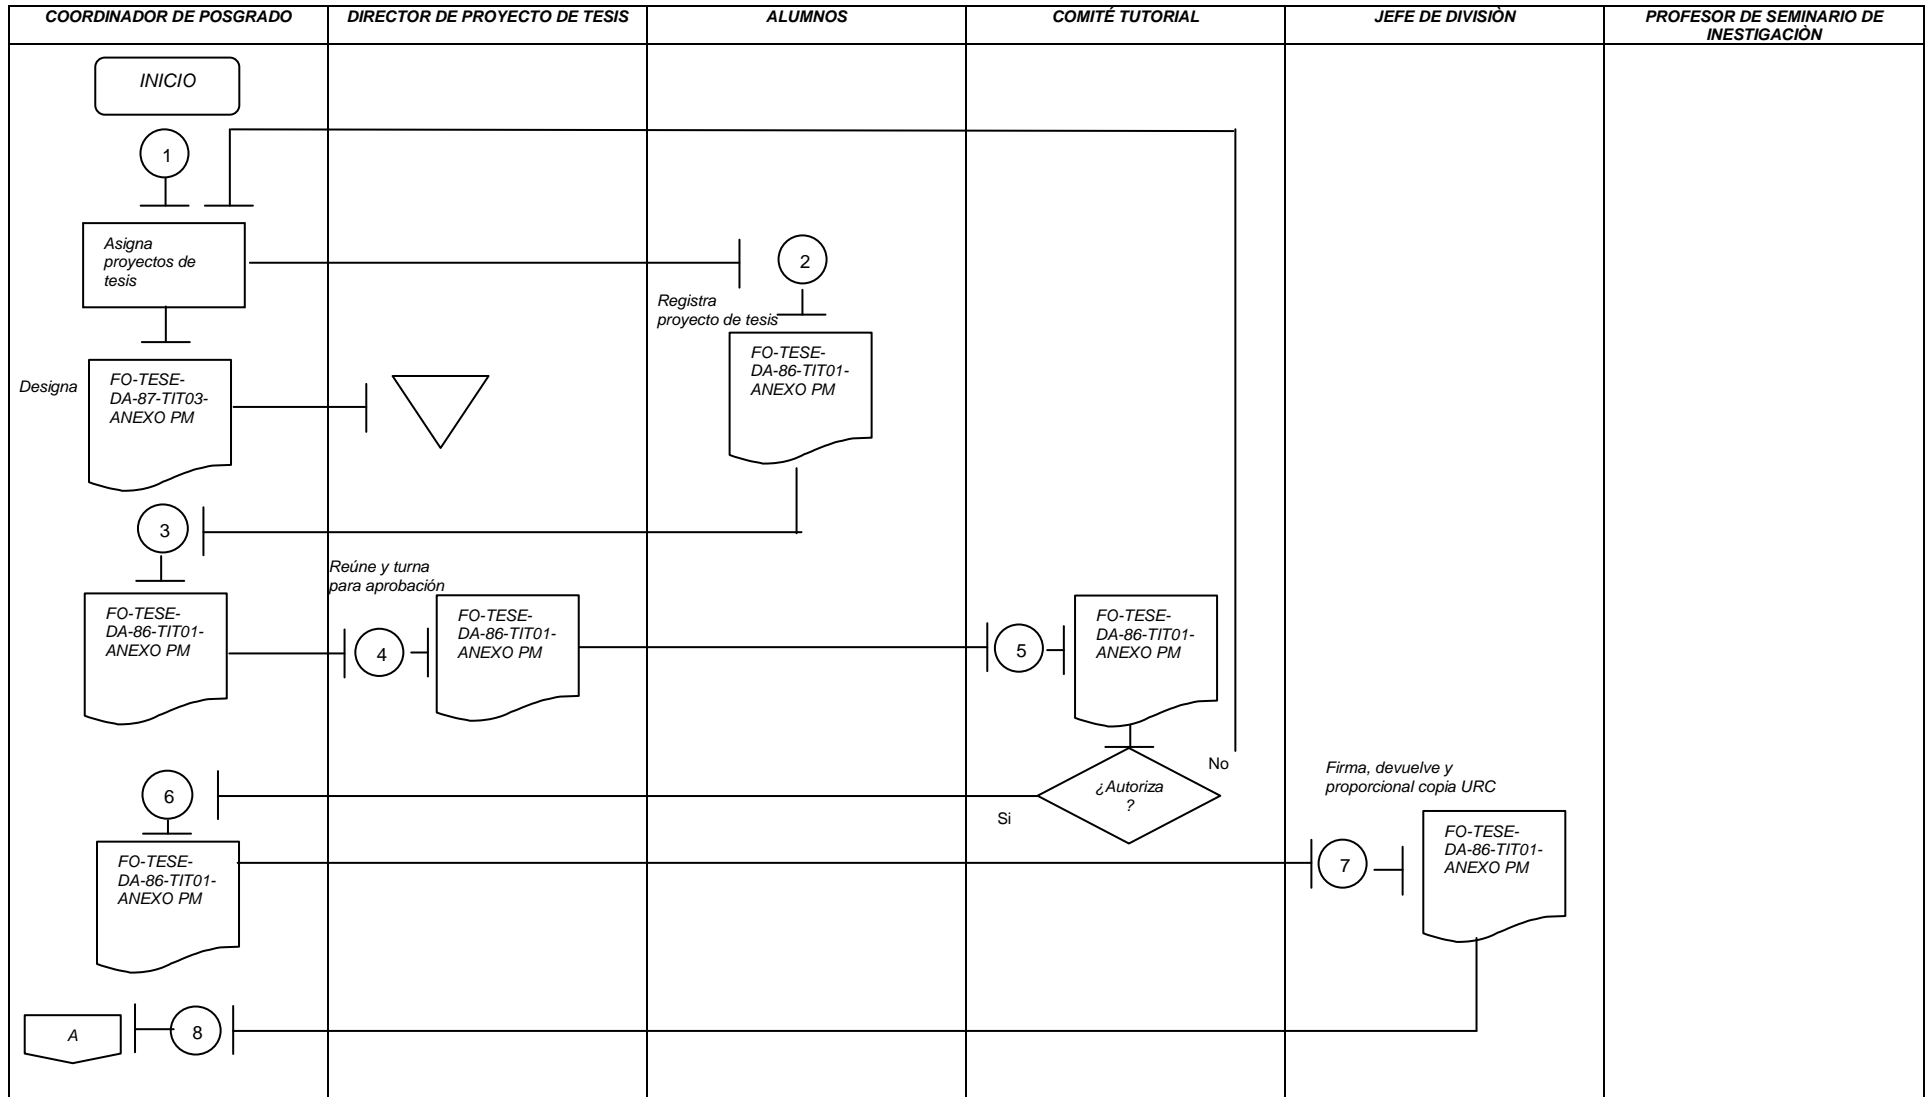 COORDINADOR DE POSGRADO
DIRECTOR DE PROYECTO DE TESIS
ALUMNOS
COMITÉ TUTORIAL
JEFE DE DIVISIÒN
PROFESOR DE SEMINARIO DE
INESTIGACIÒN
INICIO
1
Asigna
proyectos de
tesis
2
Registra
proyecto de tesis
FO-TESE-
DA-86-TIT01-
ANEXO PM
Designa
FO-TESE-
DA-87-TIT03-
ANEXO PM
3
Reúne y turna
para aprobación
FO-TESE-
DA-86-TIT01-
ANEXO PM
4
FO-TESE-
DA-86-TIT01-
ANEXO PM
5
FO-TESE-
DA-86-TIT01-
ANEXO PM
No
¿Autoriza
?
Si
6
Firma, devuelve y
proporcional copia URC
FO-TESE-
DA-86-TIT01-
ANEXO PM
7
FO-TESE-
DA-86-TIT01-
ANEXO PM
A
8